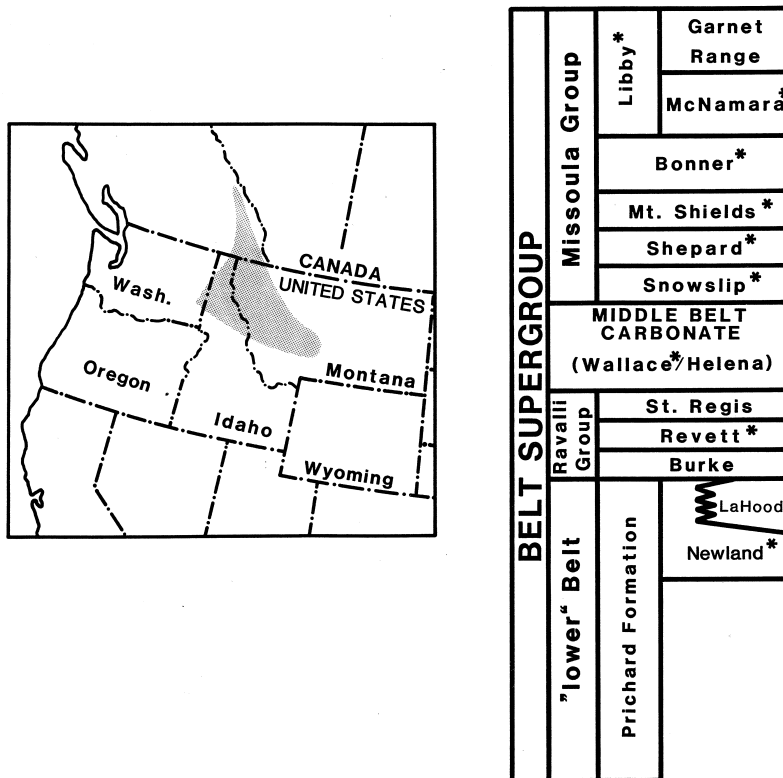 CANADA
UNITED STATES
Wash.
Oregon
Montana
Idaho
Wyoming
BELT SUPERGROUP
Missoula Group
Libby*
Garnet
Range
McNamara*
Bonner*
Mt. Shields*
Shepard*
Snowslip*
MIDDLE BELT
CARBONATE
(Wallace*/Helena)
Ravalli
Group
St. Regis
Revett*
Burke
"lower" Belt
Prichard Formation
LaHood
Newland*